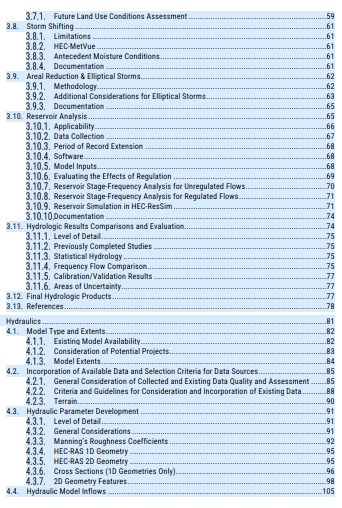 3.7.1. Future Land Use Conditions Assessment 59
3.8. Storm Shifting 61
3.8.1. Limitations 61
3.8.2. HEC-MetVue 61
3.8.3. Antecedent Moisture Conditions 61
3.8.4. Documentation 61
3.9. Areal Reduction & Elliptical Storms 62
3.9.1. Methodology 62
3.9.2. Additional Considerations for Elliptical Storms 63
3.9.3. Documentation 65
3.10. Reservoir Analysis 65
3.10.1. Applicability 66
3.10.2. Data Collection 67
3.10.3. Period of Record Extension 68
3.10.4. Software 68
3.10.5. Model Inputs 68
3.10.6. Evaluating the Effects of Regulation 69
3.10.7. Reservoir Stage-Frequency Analysis for Unregulated Flows 70
3.10.8. Reservoir Stage-Frequency Analysis for Regulated Flows 71
3.10.9. Reservoir Simulation in HEC-ResSim 71
3.10.10. Documentation 74
3.11. Hydrologic Results Comparisons and Evaluation 74
3.11.1. Level of Detail 75
3.11.2. Previously Completed Studies 75
3.11.3. Statistical Hydrology 75
3.11.4. Frequency Flow Comparison 75
3.11.5. Calibration/Validation Results 77
3.11.6. Areas of Uncertainty 77
3.12. Final Hydrologic Products 77
3.13. References 78
Hydraulics 81
4.1. Model Type and Extents 82
4.1.1. Existing Model Availability 82
4.1.2. Consideration of Potential Projects 83
4.1.3. Model Extents 84
4.2. Incorporation of Available Data and Selection Criteria for Data Sources 85
4.2.1. General Consideration of Collected and Existing Data Quality and Assessment 85
4.2.2. Criteria and Guidelines for Consideration and Incorporation of Existing Data 88
4.2.3. Terrain 90
4.3. Hydraulic Parameter Development 91
4.3.1. Level of Detail 91
4.3.2. General Considerations 91
4.3.3. Manning's Roughness Coefficients 92
4.3.4. HEC-RAS 1D Geometry 95
4.3.5. HEC-RAS 2D Geometry 95
4.3.6. Cross Sections (1D Geometries Only) 96
4.3.7. 2D Geometry Features 98
4.4. Hydraulic Model Inflows 105